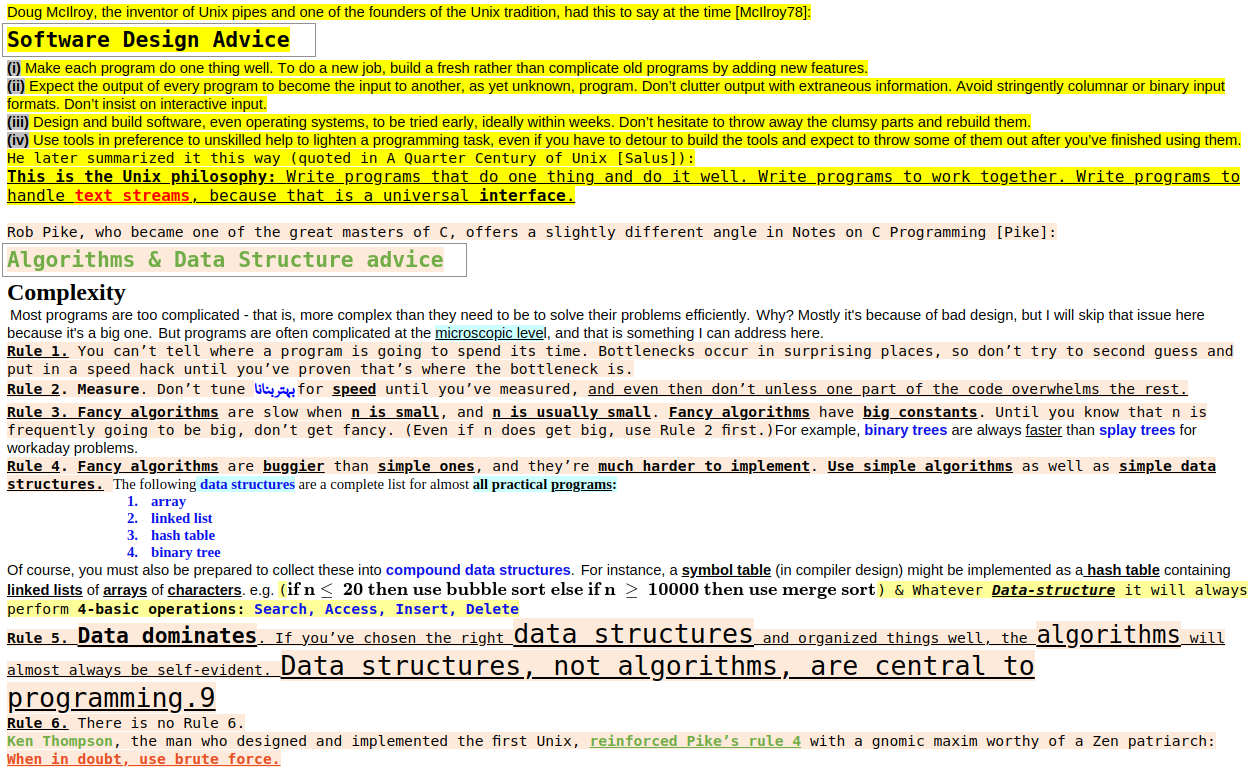 Doug McIlroy, the inventor of Unix pipes and one of the founders of the Unix tradition, had this to say at the time [McIlroy78]:
Software Design Advice
(i) Make each program do one thing well. To do a new job, build a fresh rather than complicate old programs by adding new features.
(ii) Expect the output of every program to become the input to another, as yet unknown, program. Don’t clutter output with extraneous information. Avoid stringently columnar or binary input
formats. Don’t insist on interactive input.
(iii) Design and build software, even operating systems, to be tried early, ideally within weeks. Don’t hesitate to throw away the clumsy parts and rebuild them.
(iv) Use tools in preference to unskilled help to lighten a programming task, even if you have to detour to build the tools and expect to throw some of them out after you’ve finished using them.
He later summarized it this way (quoted in A Quarter Century of Unix [Salus]):
This is the Unix philosophy: Write programs that do one thing and do it well. Write programs to work together. Write programs to
handle text streams, because that is a universal interface.
Rob Pike, who became one of the great masters of C, offers a slightly different angle in Notes on C Programming [Pike]:
Algorithms & Data Structure advice
Complexity
Most programs are too complicated - that is, more complex than they need to be to solve their problems efficiently. Why? Mostly it's because of bad design, but I will skip that issue here
because it's a big one. But programs are often complicated at the microscopic level, and that is something I can address here.
Rule 1. You can’t tell where a program is going to spend its time. Bottlenecks occur in surprising places, so don’t try to second guess and
put in a speed hack until you’ve proven that’s where the bottleneck is.
Rule 2. Measure. Don’t tune بہتربنانا for speed until you’ve measured, and even then don’t unless one part of the code overwhelms the rest.
Rule 3. Fancy algorithms are slow when n is small, and n is usually small. Fancy algorithms have big constants. Until you know that n is
frequently going to be big, don’t get fancy. (Even if n does get big, use Rule 2 first.)For example, binary trees are always faster than splay trees for
workaday problems.
Rule 4. Fancy algorithms are buggier than simple ones, and they’re much harder to implement. Use simple algorithms as well as simple data
structures. The following data structures are a complete list for almost all practical programs:
1. array
2. linked list
3. hash table
4. binary tree
Of course, you must also be prepared to collect these into compound data structures. For instance, a symbol table (in compiler design) might be implemented as a hash table containing
linked lists of arrays of characters. e.g. (if n ≤ 20 then use bubble sort else if n ≥ 10000 then use merge sort) & Whatever Data-structure it will always
perform 4-basic operations: Search, Access, Insert, Delete
Rule 5. Data dominates. If you’ve chosen the right data structures and organized things well, the algorithms will
almost always be self-evident. Data structures, not algorithms, are central to
programming.9
Rule 6. There is no Rule 6.
Ken Thompson, the man who designed and implemented the first Unix, reinforced Pike’s rule 4 with a gnomic maxim worthy of a Zen patriarch:
When in doubt, use brute force.